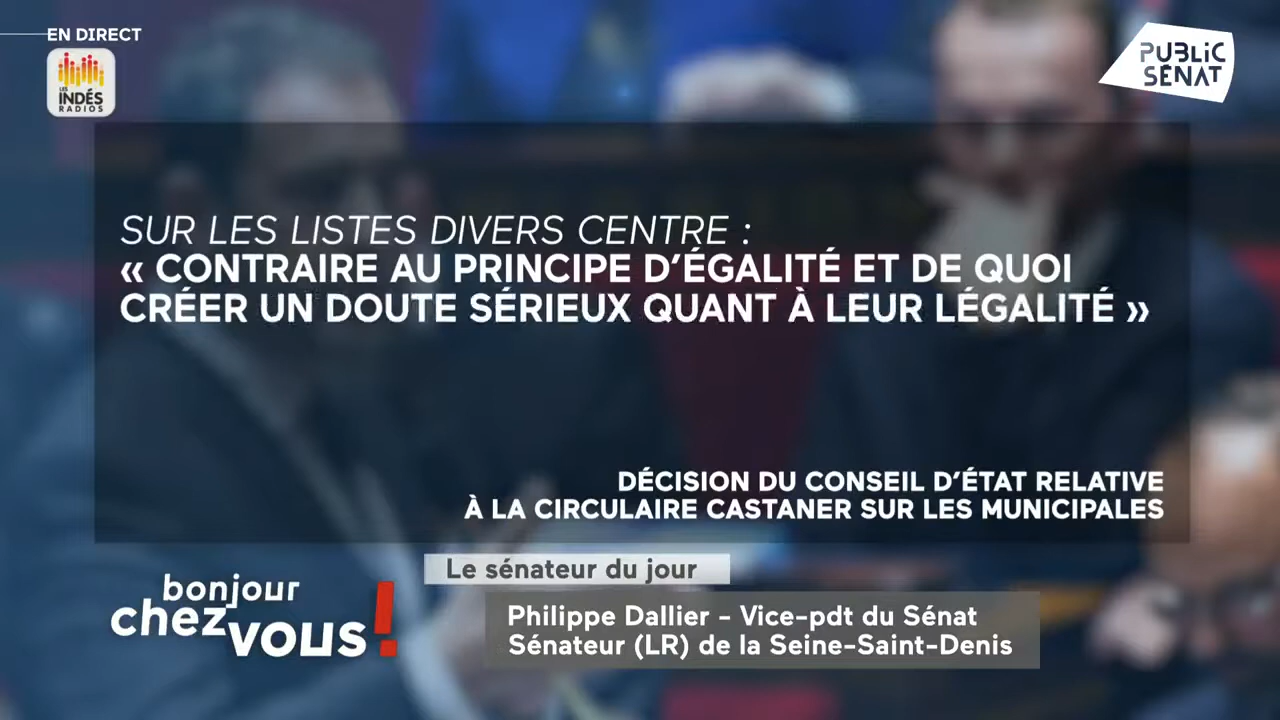 EN DIRECT
LES
INDÉS
RADIOS
PUBLIC
SÉNAT
SUR LES LISTES DIVERS CENTRE :
« CONTRAIRE AU PRINCIPE D’ÉGALITÉ ET DE QUOI
CRÉER UN DOUTE SÉRIEUX QUANT À LEUR LÉGALITÉ »
DÉCISION DU CONSEIL D’ÉTAT RELATIVE
À LA CIRCULAIRE CASTANER SUR LES MUNICIPALES
Le sénateur du jour
bonjour
chez vous !
Philippe Dallier - Vice-pdt du Sénat
Sénateur (LR) de la Seine-Saint-Denis